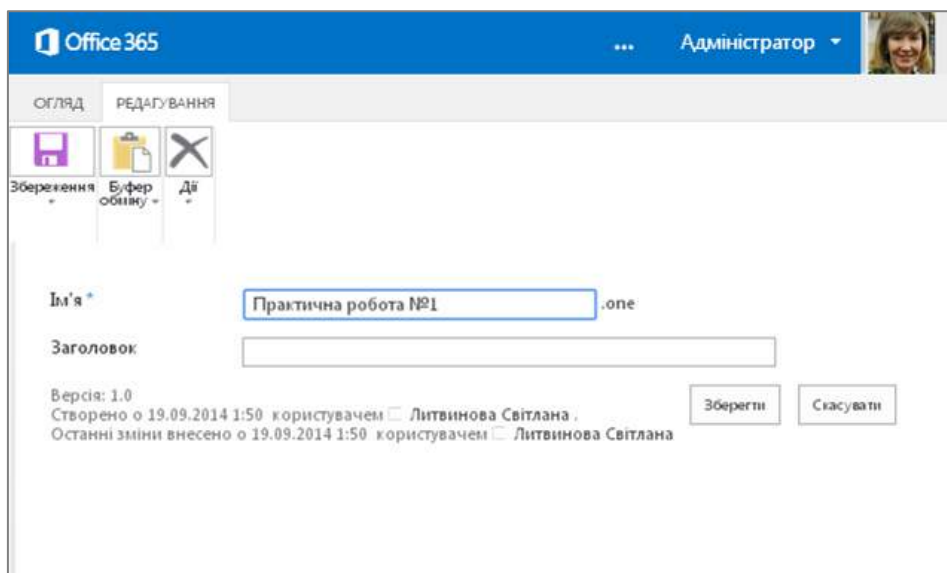 Office 365 ... Адміністратор
ОГЛЯД РЕДАГУВАННЯ
Збереження Буфер обміну Дії
Ім'я * Практична робота №1 .one
Заголовок
Версія: 1.0
Зберегти Скасувати
Створено о 19.09.2014 1:50 користувачем Литвинова Світлана .
Останні зміни внесено о 19.09.2014 1:50 користувачем Литвинова Світлана